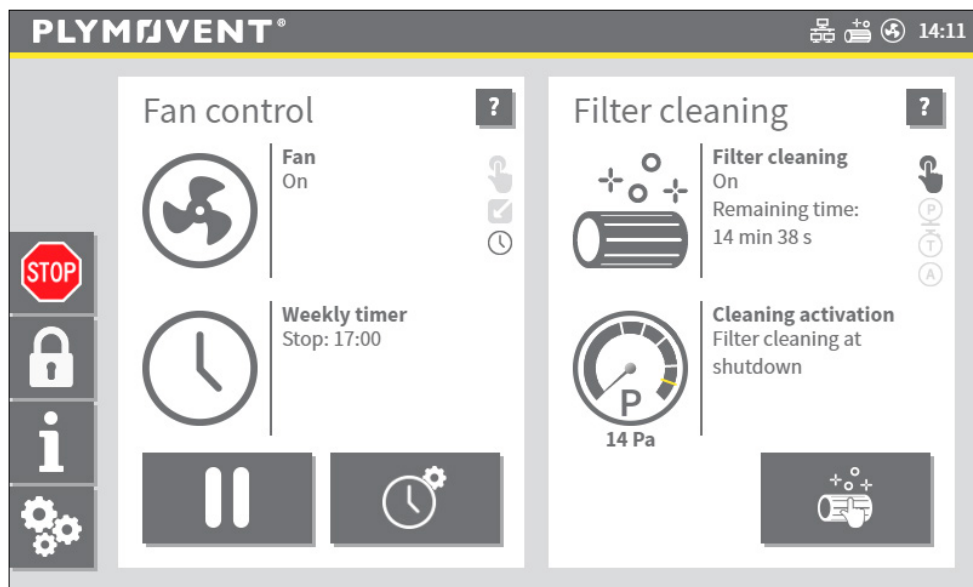 PLYMOVENT®
14:11
Fan control
?
Fan
On
Weekly timer
Stop: 17:00
STOP
Filter cleaning
?
Filter cleaning
On
Remaining time:
14 min 38 s
P
T
A
Cleaning activation
Filter cleaning at
shutdown
P
14 Pa